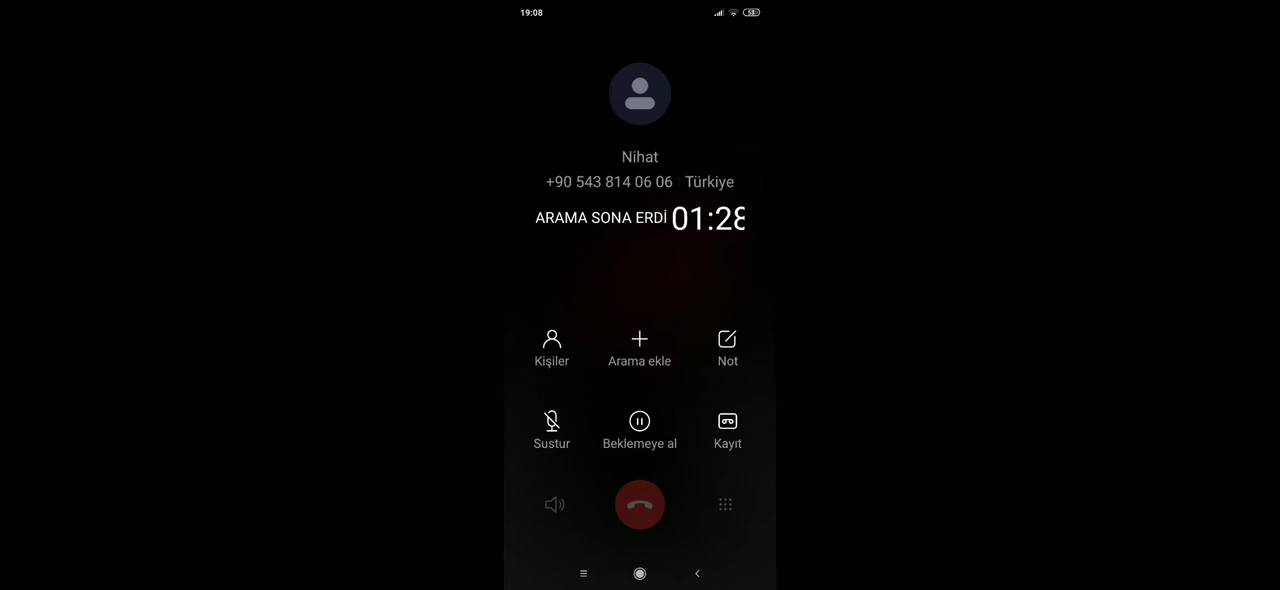 19:08
53
Nihat
+90 543 814 06 06 Türkiye
ARAMA SONA ERDİ 01:28
Kişiler Arama ekle Not
Sustur Beklemeye al Kayıt